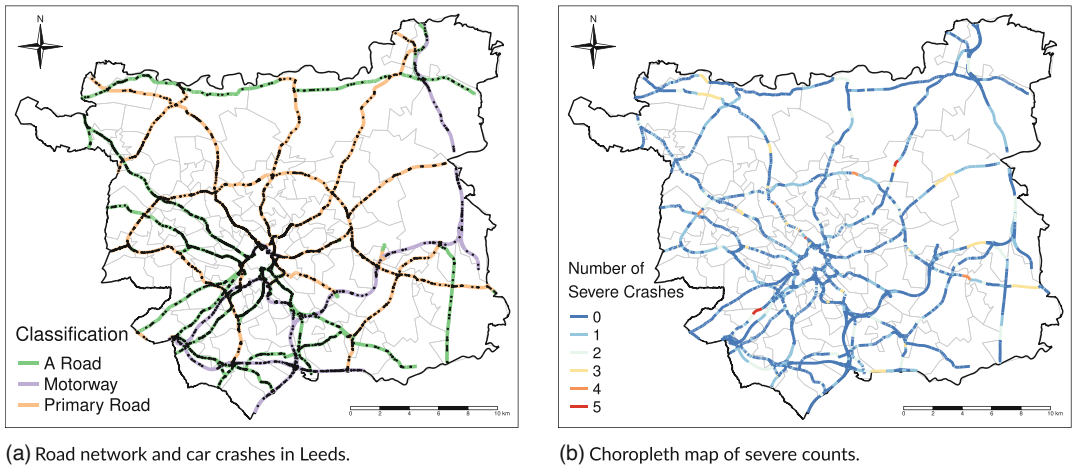 N
Classification
A Road
Motorway
Primary Road
0 2 4 6 8 10 km
(a) Road network and car crashes in Leeds.
N
Number of
Severe Crashes
0
1
2
3
4
5
0 2 4 6 8 10 km
(b) Choropleth map of severe counts.